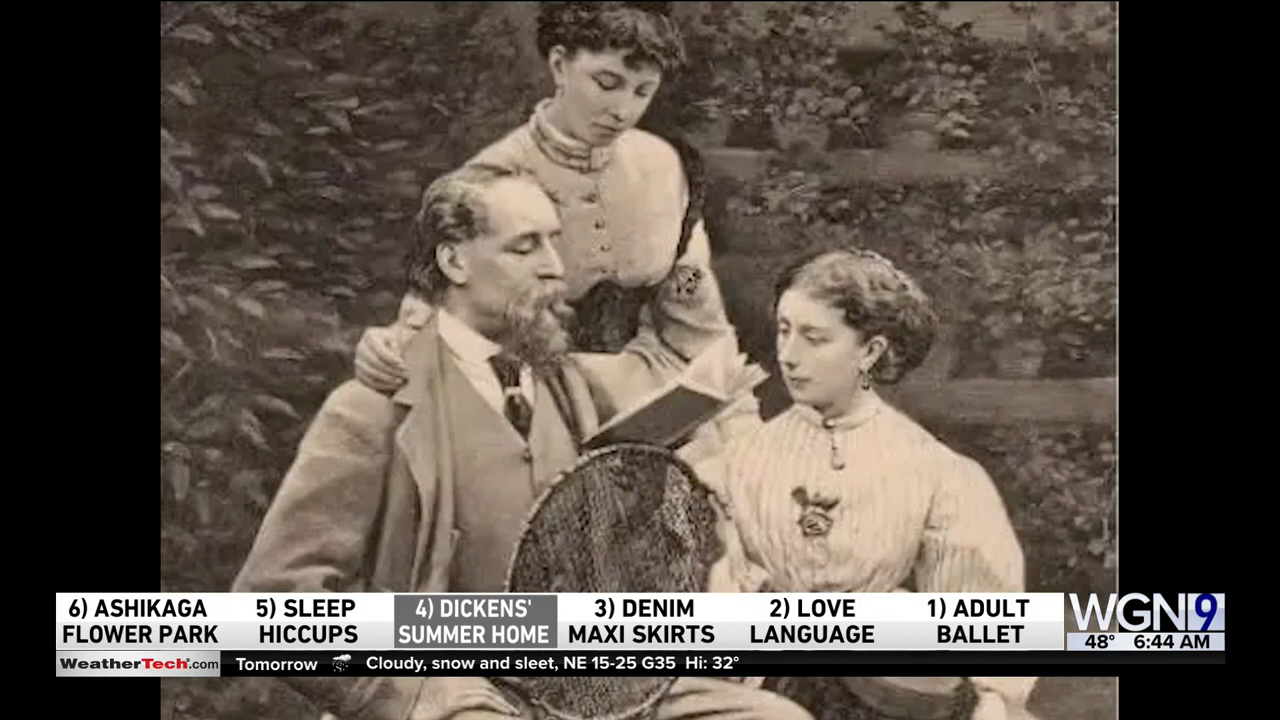 6) ASHIKAGA
FLOWER PARK
5) SLEEP
HICCUPS
4) DICKENS'
SUMMER HOME
3) DENIM
MAXI SKIRTS
2) LOVE
LANGUAGE
1) ADULT
BALLET
WGN9
48° 6:44 AM
WeatherTech.com
Tomorrow Cloudy, snow and sleet, NE 15-25 G35 Hi: 32°